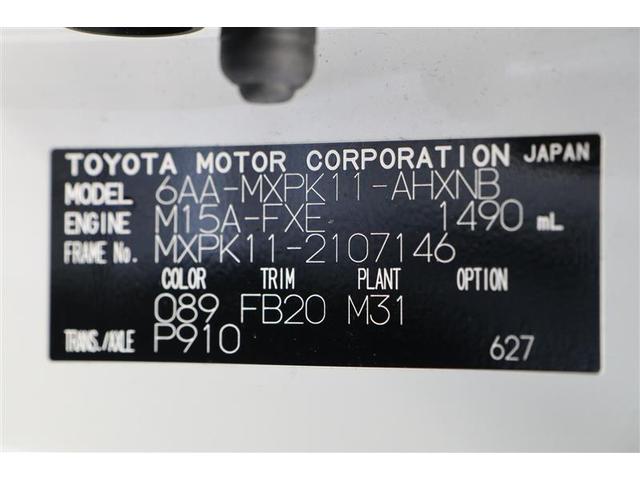 TOYOTA MOTOR CORPORATION JAPAN
MODEL 6AA-MXPK11-AHXNB
ENGINE M15A-FXE 1490 mL
FRAME No. MXPK11-2107146
COLOR TRIM PLANT OPTION
089 FB20 M31
TRANS./AXLE P910 627